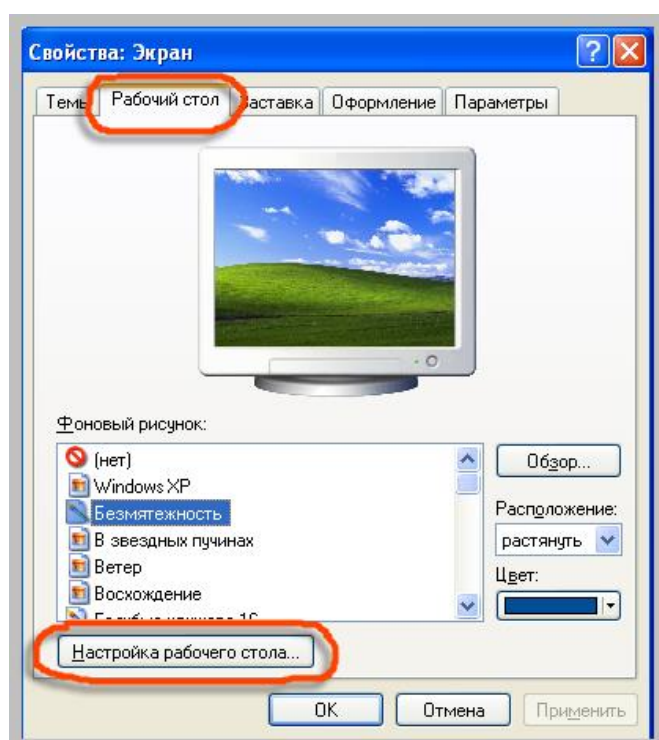 Свойства: Экран
Темы Рабочий стол Заставка Оформление Параметры
Фоновый рисунок:
(нет)
Windows XP
Безмятежность
В звездных пучинах
Ветер
Восхождение
Обзор...
Расположение:
растянуть
Цвет:
Настройка рабочего стола...
OK Отмена Применить